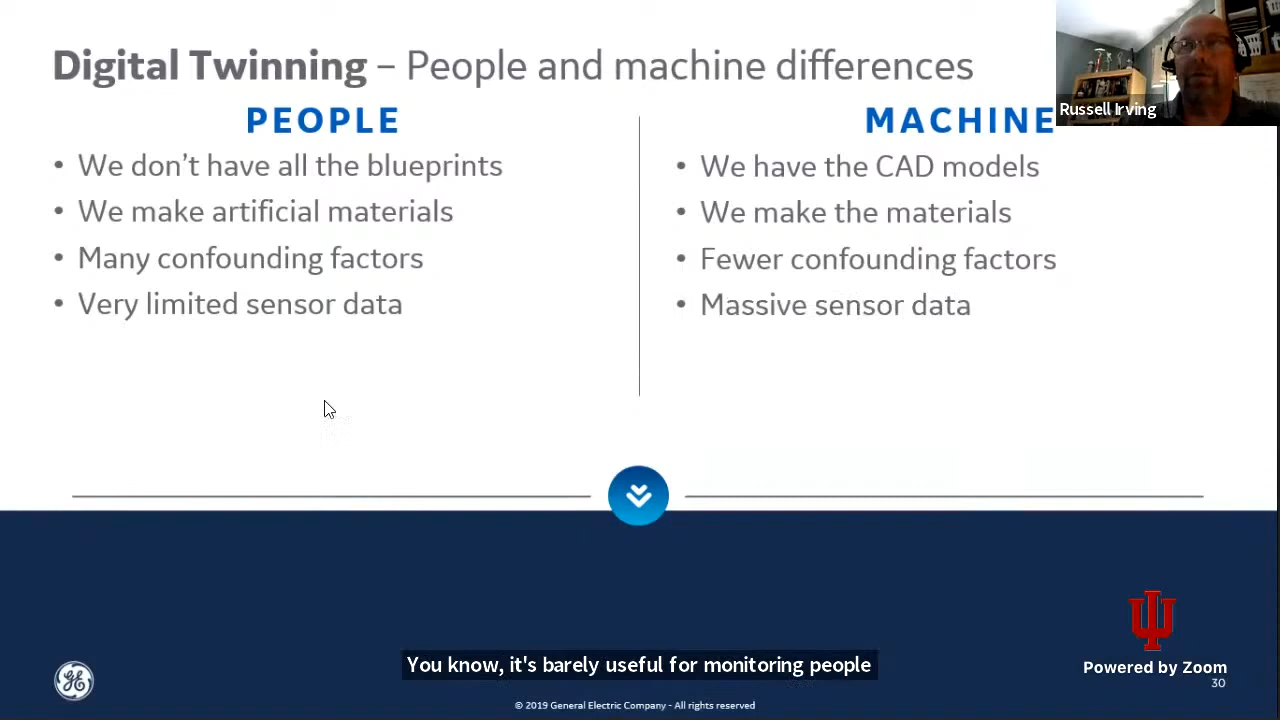 Digital Twinning – People and machine differences
Russell Irving
PEOPLE
• We don’t have all the blueprints
• We make artificial materials
• Many confounding factors
• Very limited sensor data
MACHINE
• We have the CAD models
• We make the materials
• Fewer confounding factors
• Massive sensor data
You know, it's barely useful for monitoring people
Powered by Zoom
30
© 2019 General Electric Company - All rights reserved